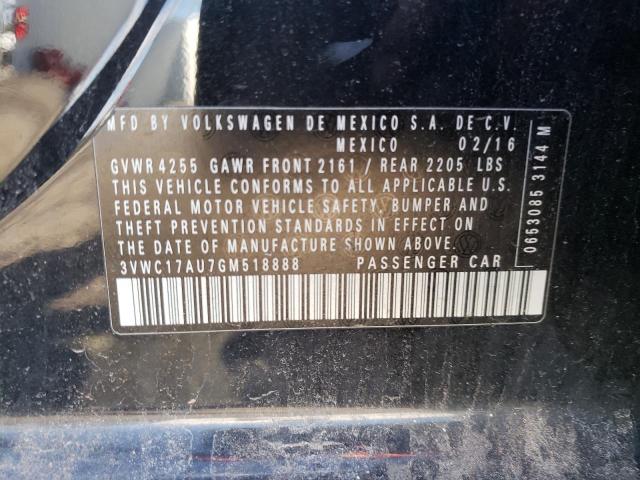 MFD BY VOLKSWAGEN DE MEXICO S.A. DE C.V.
MEXICO 02/16
GVWR 4255 GAWR FRONT 2161 / REAR 2205 LBS
THIS VEHICLE CONFORMS TO ALL APPLICABLE U.S.
FEDERAL MOTOR VEHICLE SAFETY, BUMPER AND
THEFT PREVENTION STANDARDS IN EFFECT ON
THE DATE OF MANUFACTURE SHOWN ABOVE.
3VWC17AU7GM518888 PASSENGER CAR
0653085 3144 M